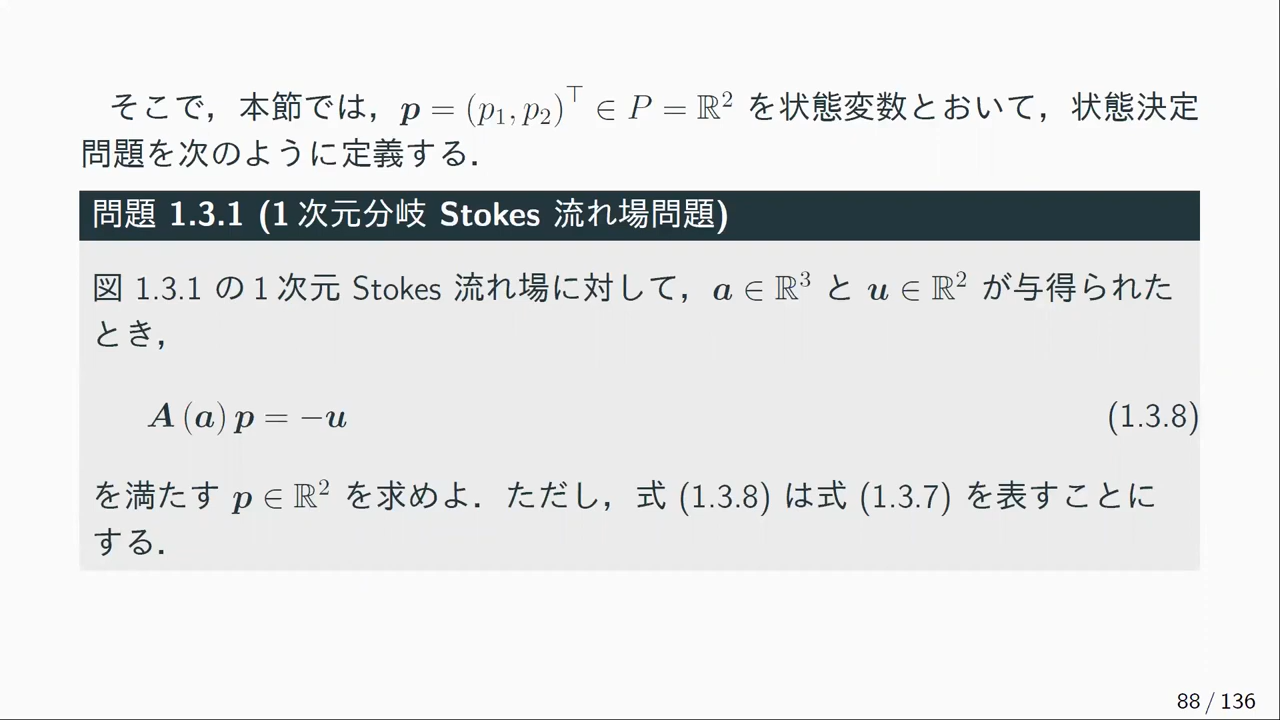 そこで，本節では，p = (p₁, p₂)^⊤ ∈ P = ℝ² を状態変数とおいて，状態決定
問題を次のように定義する．
問題 1.3.1 (1 次元分岐 Stokes 流れ場問題)
図 1.3.1 の 1 次元 Stokes 流れ場に対して，a ∈ ℝ³ と u ∈ ℝ² が与得られた
とき，
A (a) p = −u (1.3.8)
を満たす p ∈ ℝ² を求めよ．ただし，式 (1.3.8) は式 (1.3.7) を表すことに
する．
88 / 136